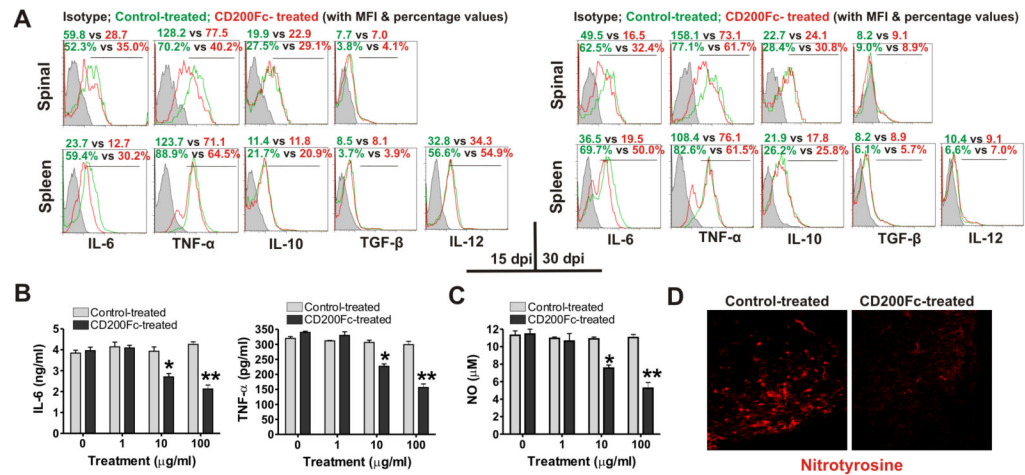 A
Isotype; Control-treated; CD200Fc- treated (with MFI & percentage values)
59.8 vs 28.7
52.3% vs 35.0%
128.2 vs 77.5
70.2% vs 40.2%
19.9 vs 22.9
27.5% vs 29.1%
7.7 vs 7.0
3.8% vs 4.1%
Spinal
23.7 vs 12.7
59.4% vs 30.2%
123.7 vs 71.1
88.9% vs 64.5%
11.4 vs 11.8
21.7% vs 20.9%
8.5 vs 8.1
3.7% vs 3.9%
32.8 vs 34.3
56.6% vs 54.9%
Spleen
IL-6
TNF-α
IL-10
TGF-β
IL-12
Isotype; Control-treated; CD200Fc- treated (with MFI & percentage values)
49.5 vs 16.5
62.5% vs 32.4%
158.1 vs 73.1
77.1% vs 61.7%
22.7 vs 24.1
28.4% vs 30.8%
8.2 vs 9.1
9.0% vs 8.9%
Spinal
36.5 vs 19.5
69.7% vs 50.0%
108.4 vs 76.1
82.6% vs 61.5%
21.9 vs 17.8
26.2% vs 25.8%
8.2 vs 8.9
6.1% vs 5.7%
10.4 vs 9.1
6.6% vs 7.0%
Spleen
IL-6
TNF-α
IL-10
TGF-β
IL-12
15 dpi
30 dpi
B
Control-treated
CD200Fc-treated
IL-6 (ng/ml)
5
4
3
2
1
0
*
**
0
1
10
100
Treatment (μg/ml)
Control-treated
CD200Fc-treated
TNF-α (pg/ml)
350
300
250
200
150
100
50
0
*
**
0
1
10
100
Treatment (μg/ml)
C
Control-treated
CD200Fc-treated
NO (μM)
12
10
8
6
4
2
0
*
**
0
1
10
100
Treatment (μg/ml)
D
Control-treated
CD200Fc-treated
Nitrotyrosine